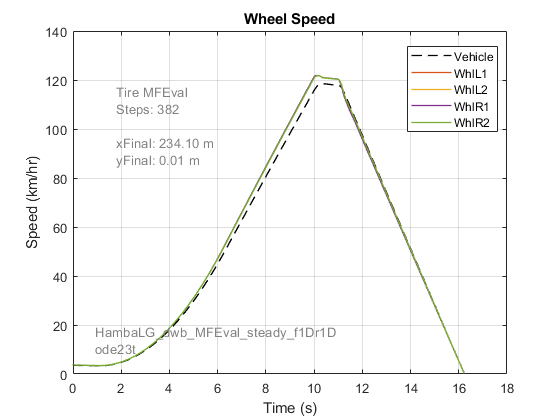 Wheel Speed
140
120
100
80
60
40
20
0
Speed (km/hr)
Tire MFEval
Steps: 382
xFinal: 234.10 m
yFinal: 0.01 m
HambaLG_dwb_MFEval_steady_f1Dr1D
ode23t
Vehicle
WhlL1
WhlL2
WhlR1
WhlR2
0 2 4 6 8 10 12 14 16 18
Time (s)